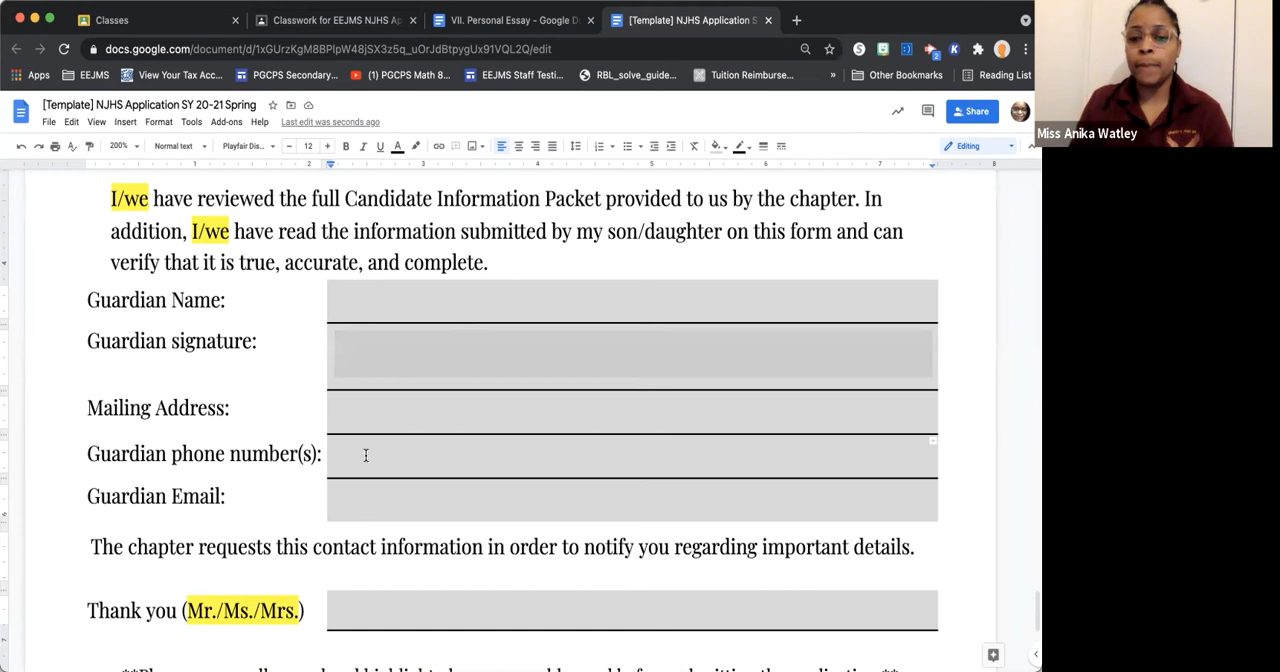 Classes
Classwork for EEJMS NJHS Ap
VII. Personal Essay - Google D
[Template] NJHS Application S
docs.google.com/document/d/1xGUrzKgM8BPlpW48jSX3z5q_uOrJdBtpygUx91VQL2Q/edit
Apps
EEJMS
View Your Tax Acc...
PGCPS Secondary...
(1) PGCPS Math 8...
EEJMS Staff Testi...
RBL_solve_guide...
Tuition Reimburse...
»
Other Bookmarks
Reading List
[Template] NJHS Application SY 20-21 Spring
File Edit View Insert Format Tools Add-ons Help Last edit was seconds ago
Share
200% Normal text Playfair Dis... 12 B I U A Editing
I/we have reviewed the full Candidate Information Packet provided to us by the chapter. In
addition, I/we have read the information submitted by my son/daughter on this form and can
verify that it is true, accurate, and complete.
Guardian Name:
Guardian signature:
Mailing Address:
Guardian phone number(s):
Guardian Email:
The chapter requests this contact information in order to notify you regarding important details.
Thank you (Mr./Ms./Mrs.)
Miss Anika Watley